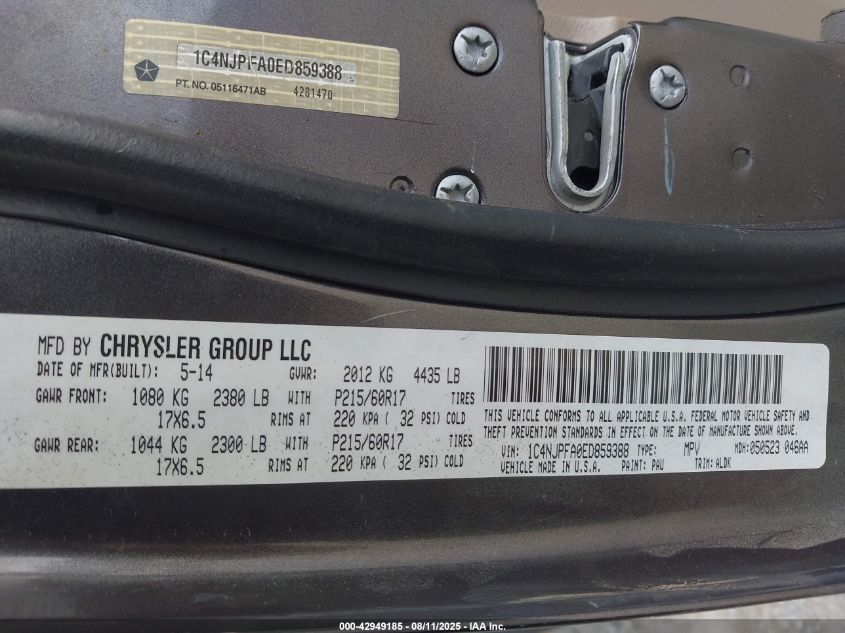 1C4NJPFA0ED859388
PT. NO. 05116471AB 4281470
MFD BY CHRYSLER GROUP LLC
DATE OF MFR(BUILT): 5-14 GVWR: 2012 KG 4435 LB
GAWR FRONT: 1080 KG 2380 LB WITH P215/60R17 TIRES
17X6.5 RIMS AT 220 KPA ( 32 PSI) COLD
GAWR REAR: 1044 KG 2300 LB WITH P215/60R17 TIRES
17X6.5 RIMS AT 220 KPA ( 32 PSI) COLD
THIS VEHICLE CONFORMS TO ALL APPLICABLE U.S.A. FEDERAL MOTOR VEHICLE SAFETY AND
THEFT PREVENTION STANDARDS IN EFFECT ON THE DATE OF MANUFACTURE SHOWN ABOVE.
VIN: 1C4NJPFA0ED859388 TYPE: MPV MDH:050523 046AA
VEHICLE MADE IN U.S.A. PAINT: PAU TRIM: ALDK
000-42949185 - 08/11/2025 - IAAI.com